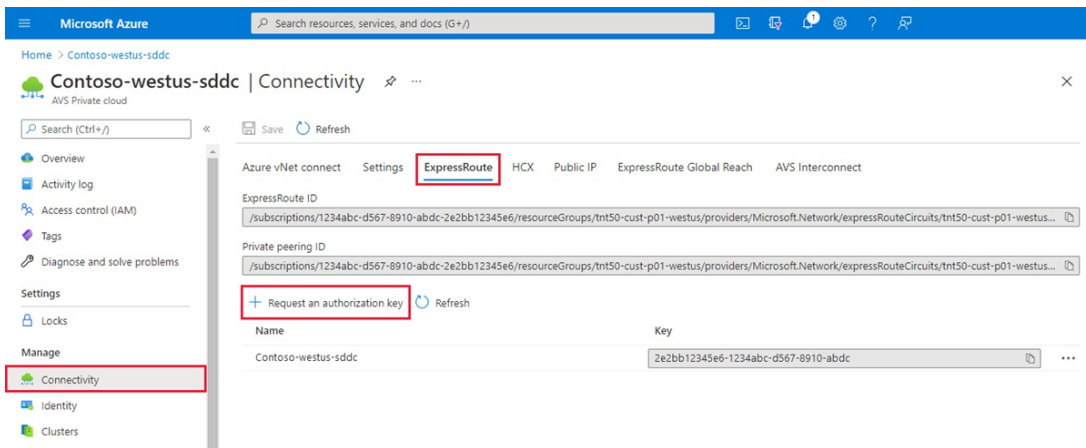 Microsoft Azure
Search resources, services, and docs (G+/)
1
Home > Contoso-westus-sddc
Contoso-westus-sddc | Connectivity
AVS Private cloud
Search (Ctrl+/)
Save
Refresh
Overview
Activity log
Access control (IAM)
Tags
Diagnose and solve problems
Settings
Locks
Manage
Connectivity
Identity
Clusters
Azure vNet connect
Settings
ExpressRoute
HCX
Public IP
ExpressRoute Global Reach
AVS Interconnect
ExpressRoute ID
/subscriptions/1234abc-d567-8910-abdc-2e2bb12345e6/resourceGroups/tnt50-cust-p01-westus/providers/Microsoft.Network/expressRouteCircuits/tnt50-cust-p01-westus...
Private peering ID
/subscriptions/1234abc-d567-8910-abdc-2e2bb12345e6/resourceGroups/tnt50-cust-p01-westus/providers/Microsoft.Network/expressRouteCircuits/tnt50-cust-p01-westus...
+ Request an authorization key
Refresh
Name Key
Contoso-westus-sddc 2e2bb12345e6-1234abc-d567-8910-abdc